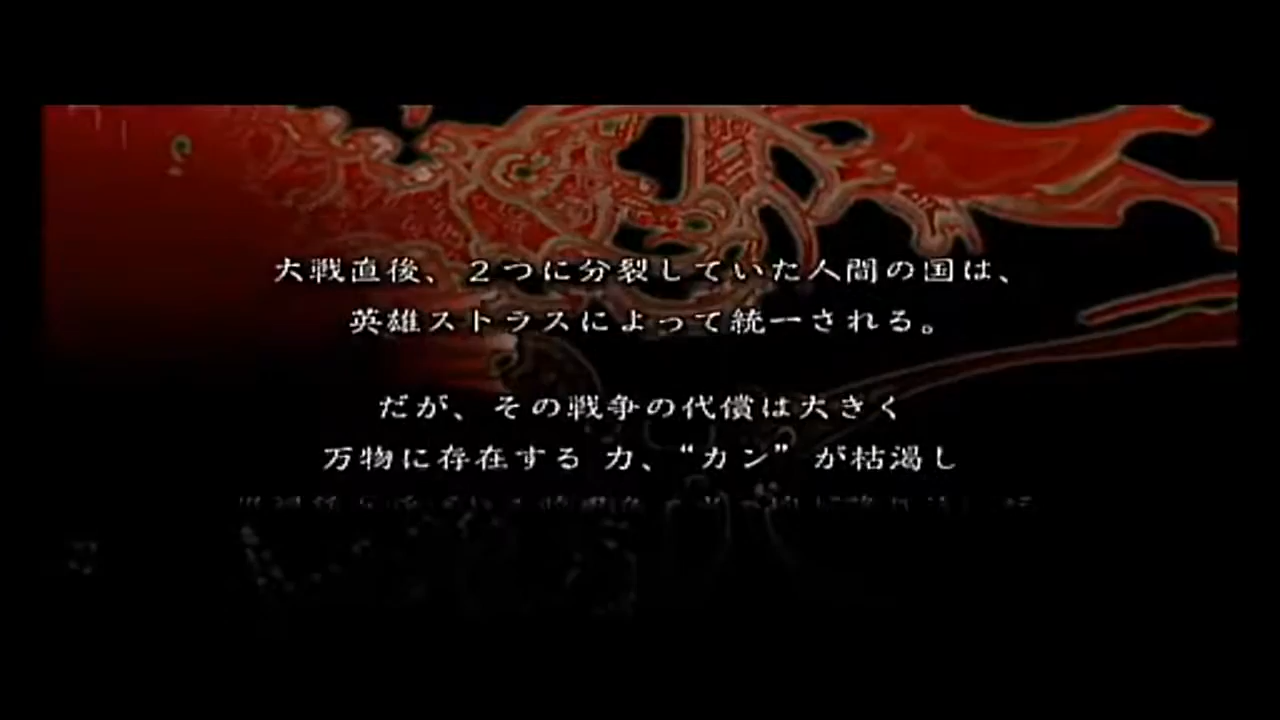 大戦直後、２つに分裂していた人間の国は、
英雄ストラスによって統一される。
だが、その戦争の代償は大きく
万物に存在する 力、“カン” が枯渇し